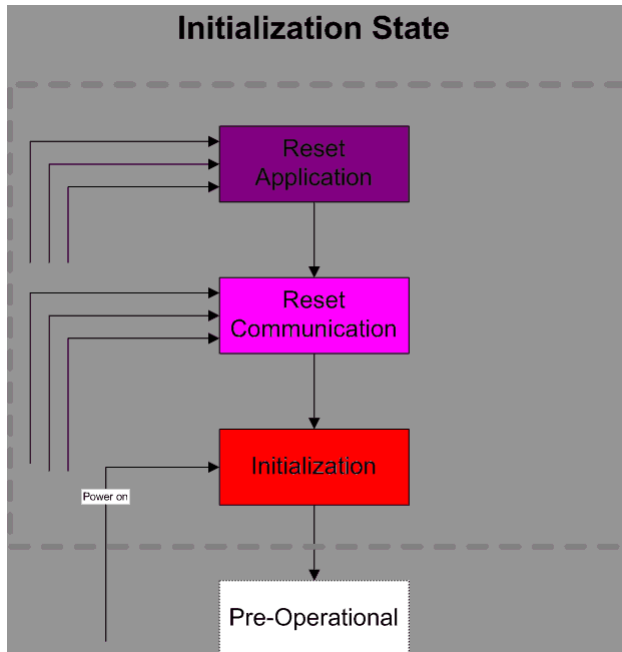 Initialization State
Reset
Application
Reset
Communication
Initialization
Power on
Pre-Operational